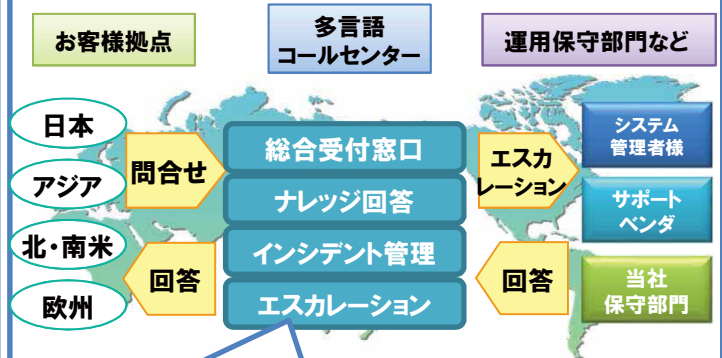 お客様拠点
多言語
コールセンター
運用保守部門など
日本
アジア
北・南米
欧州
問合せ
回答
総合受付窓口
ナレッジ回答
インシデント管理
エスカレーション
エスカ
レーション
回答
システム
管理者様
サポート
ベンダ
当社
保守部門